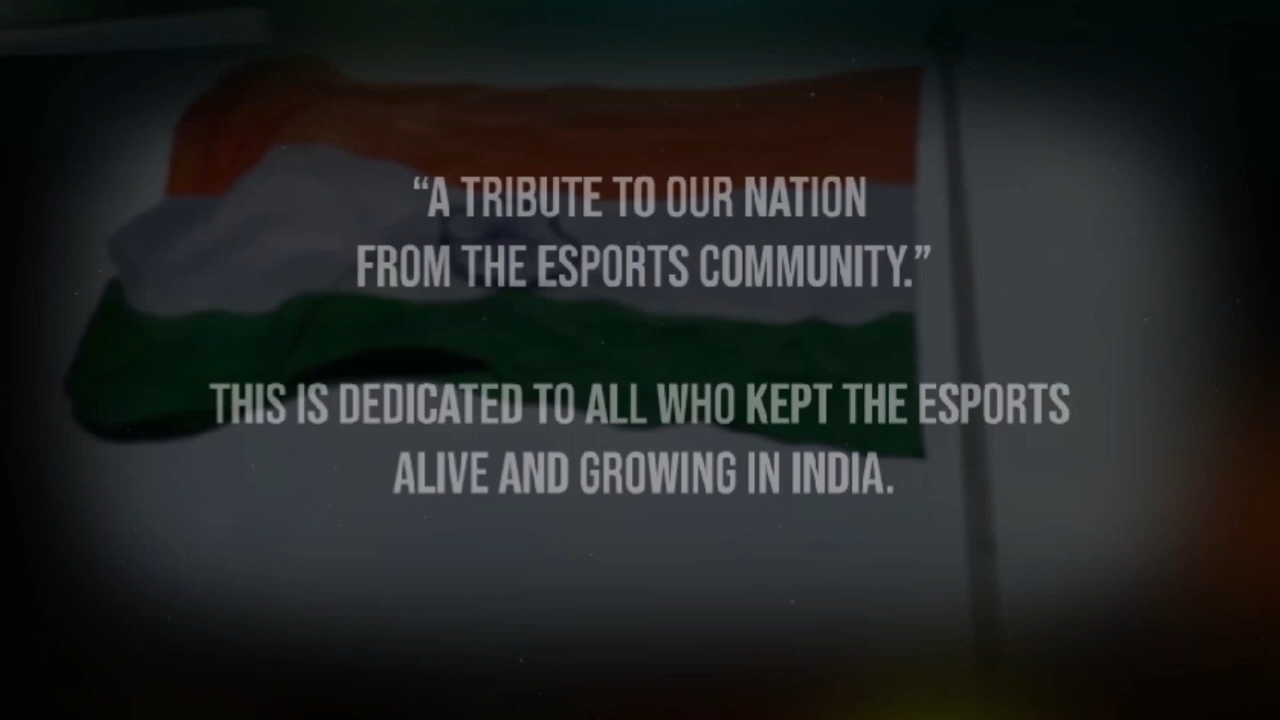 “A TRIBUTE TO OUR NATION
FROM THE ESPORTS COMMUNITY.”
THIS IS DEDICATED TO ALL WHO KEPT THE ESPORTS
ALIVE AND GROWING IN INDIA.